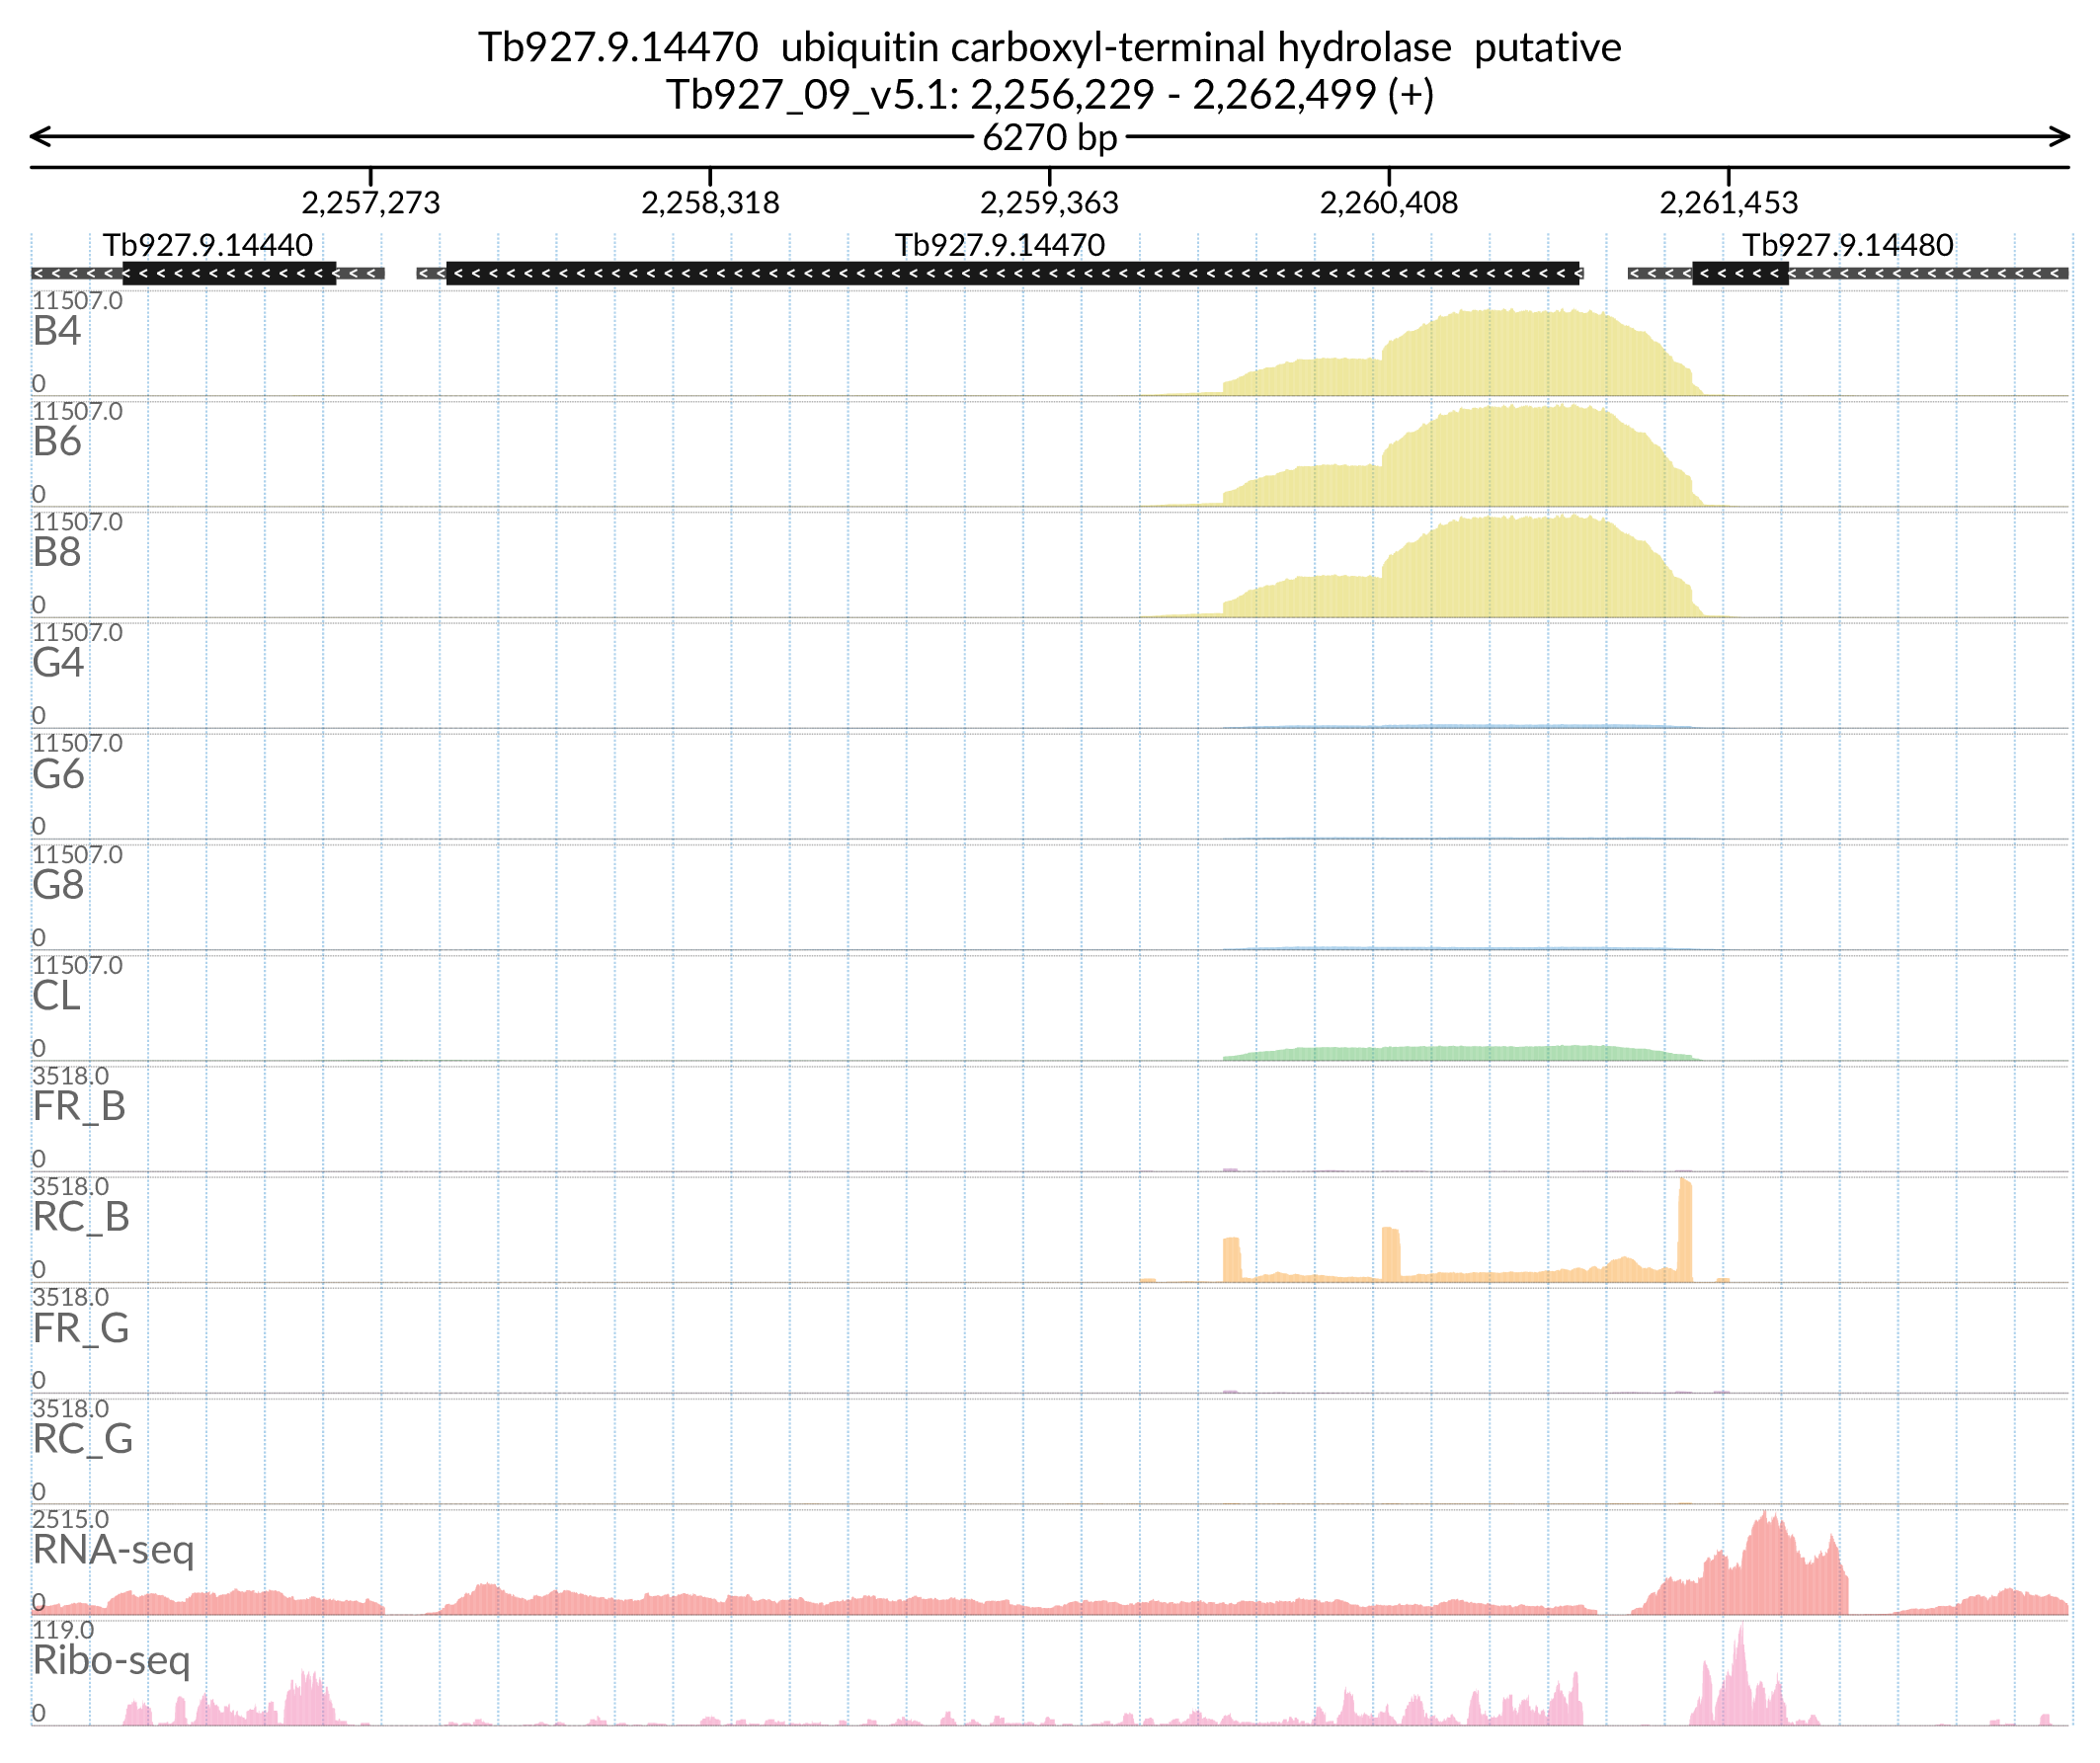 Tb927.9.14470  ubiquitin carboxyl-terminal hydrolase  putative
Tb927_09_v5.1: 2,256,229 - 2,262,499 (+)
6270 bp
2,257,273 2,258,318 2,259,363 2,260,408 2,261,453
Tb927.9.14440 Tb927.9.14470 Tb927.9.14480
11507.0
B4
0
11507.0
B6
0
11507.0
B8
0
11507.0
G4
0
11507.0
G6
0
11507.0
G8
0
11507.0
CL
0
3518.0
FR_B
0
3518.0
RC_B
0
3518.0
FR_G
0
3518.0
RC_G
0
2515.0
RNA-seq
0
119.0
Ribo-seq
0